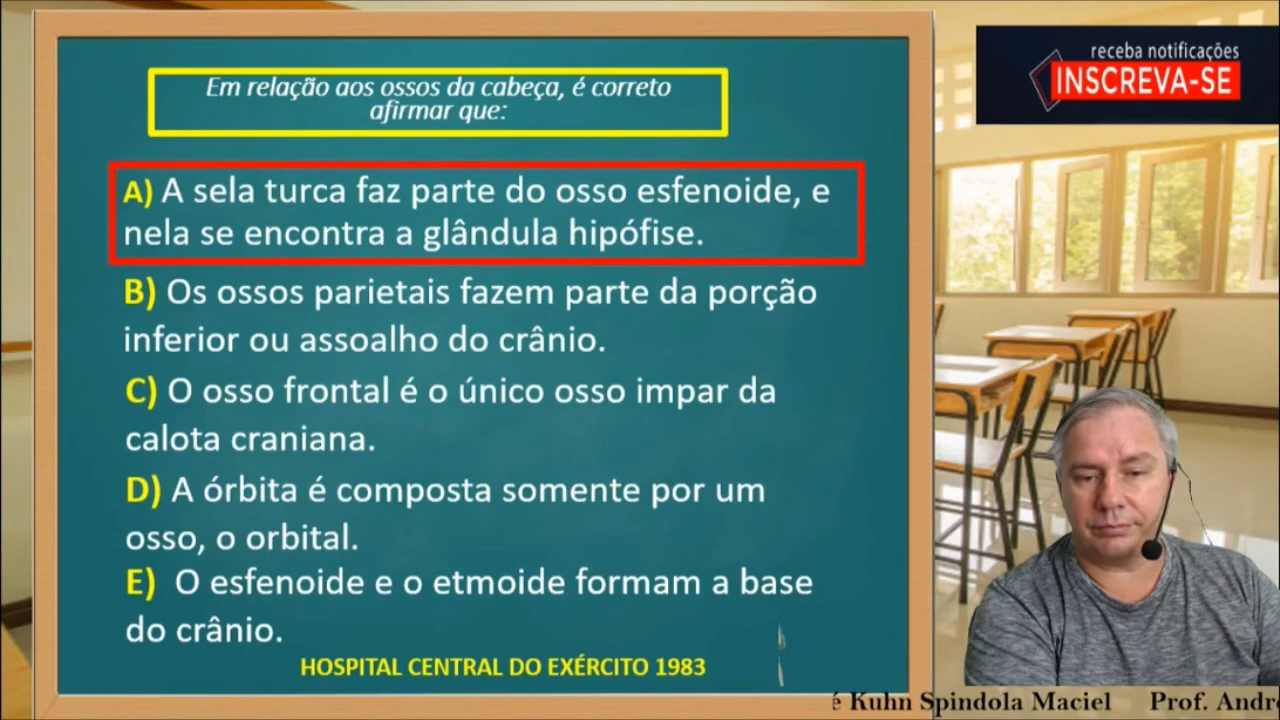 Em relação aos ossos da cabeça, é correto
afirmar que:
receba notificações
INSCREVA-SE
A) A sela turca faz parte do osso esfenoide, e
nela se encontra a glândula hipófise.
B) Os ossos parietais fazem parte da porção
inferior ou assoalho do crânio.
C) O osso frontal é o único osso impar da
calota craniana.
D) A órbita é composta somente por um
osso, o orbital.
E) O esfenoide e o etmoide formam a base
do crânio.
HOSPITAL CENTRAL DO EXÉRCITO 1983
é Kuhn Spindola Maciel Prof. Andr